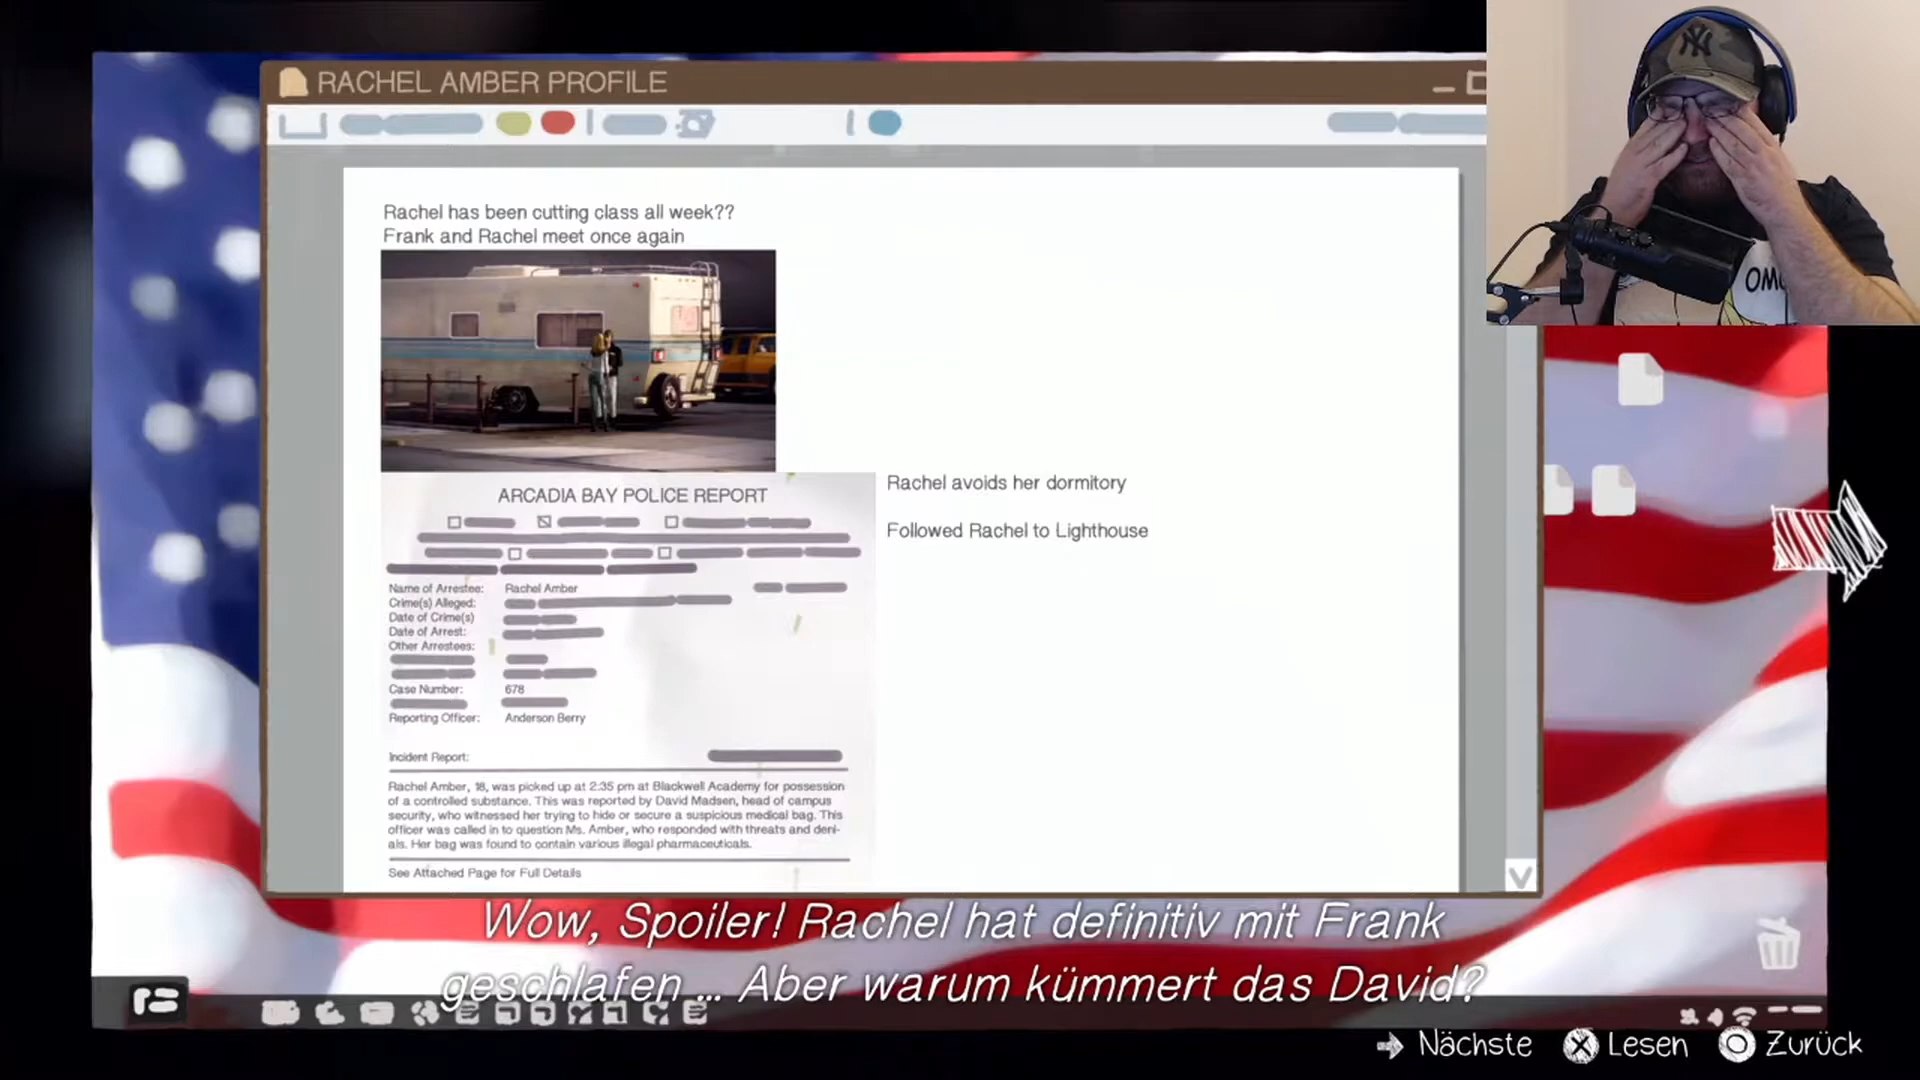 RACHEL AMBER PROFILE
Rachel has been cutting class all week??
Frank and Rachel meet once again
ARCADIA BAY POLICE REPORT
Name of Arrestee: Rachel Amber
Crime(s) Alleged:
Date of Crime(s)
Date of Arrest:
Other Arrestees:
Case Number: 678
Reporting Officer: Anderson Berry
Incident Report:
Rachel Amber, 18, was picked up at 2:35 pm at Blackwell Academy for possession
of a controlled substance. This was reported by David Madsen, head of campus
security, who witnessed her trying to hide or secure a suspicious medical bag. This
officer was called in to question Ms. Amber, who responded with threats and deni-
als. Her bag was found to contain various illegal pharmaceuticals.
See Attached Page for Full Details
Rachel avoids her dormitory
Followed Rachel to Lighthouse
NY
OMG
Wow, Spoiler! Rachel hat definitiv mit Frank
geschlafen ... Aber warum kümmert das David?
Nächste
Lesen
Zurück